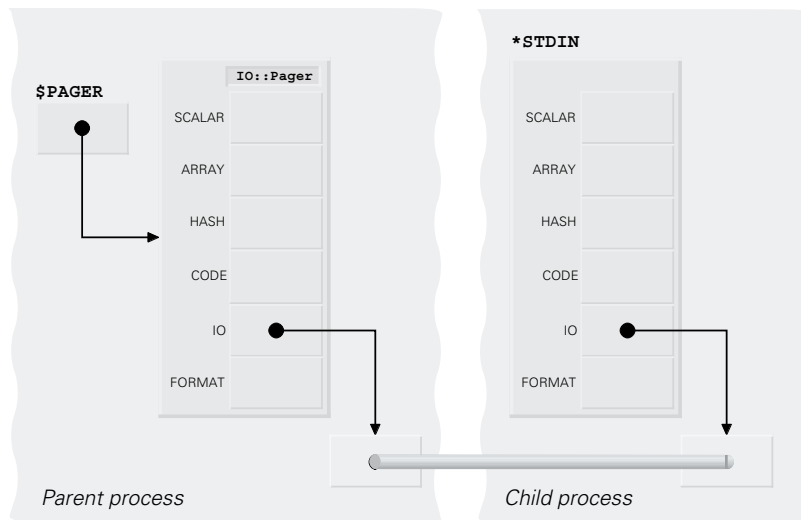 $PAGER
IO::Pager
SCALAR
ARRAY
HASH
CODE
IO
FORMAT
Parent process
*STDIN
SCALAR
ARRAY
HASH
CODE
IO
FORMAT
Child process